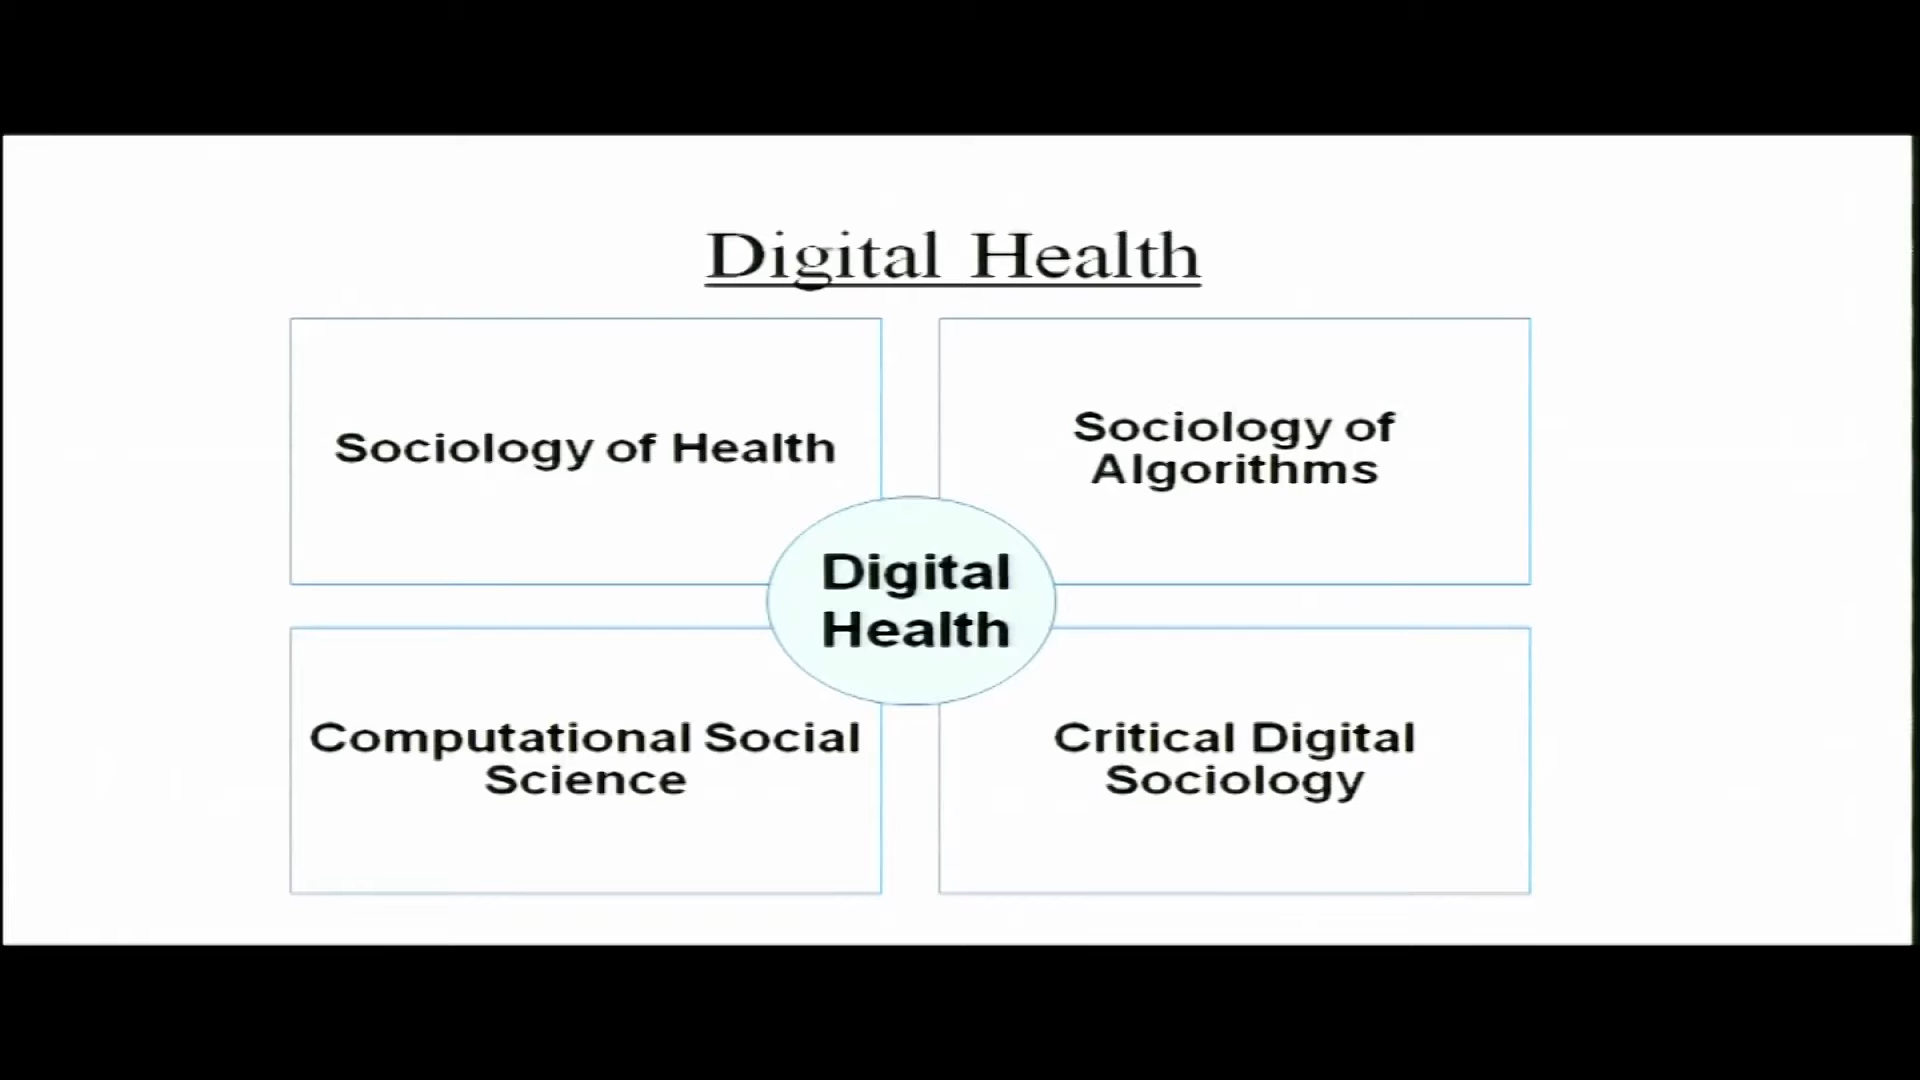 Digital Health
Sociology of Health
Sociology of
Algorithms
Digital
Health
Computational Social
Science
Critical Digital
Sociology